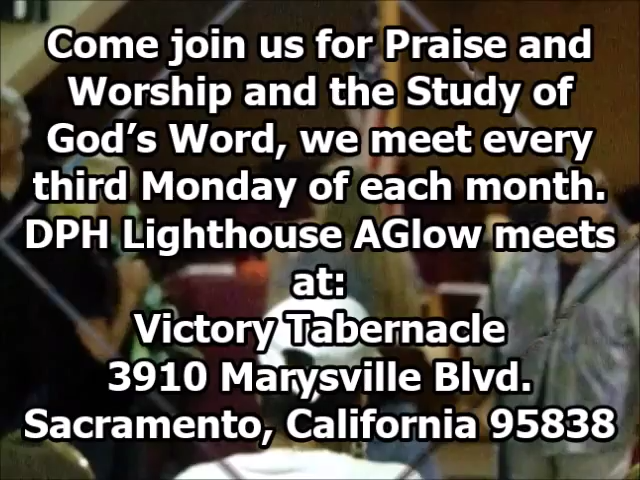 Come join us for Praise and
Worship and the Study of
God’s Word, we meet every
third Monday of each month.
DPH Lighthouse AGlow meets
at:
Victory Tabernacle
3910 Marysville Blvd.
Sacramento, California 95838